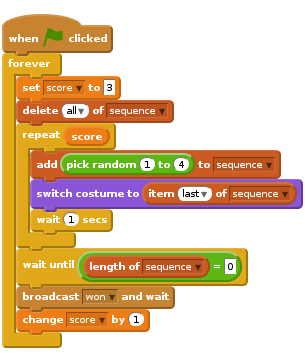 when clicked
forever
set score to 3
delete all of sequence
repeat score
add pick random 1 to 4 to sequence
switch costume to item last of sequence
wait 1 secs
wait until length of sequence = 0
broadcast won and wait
change score by 1